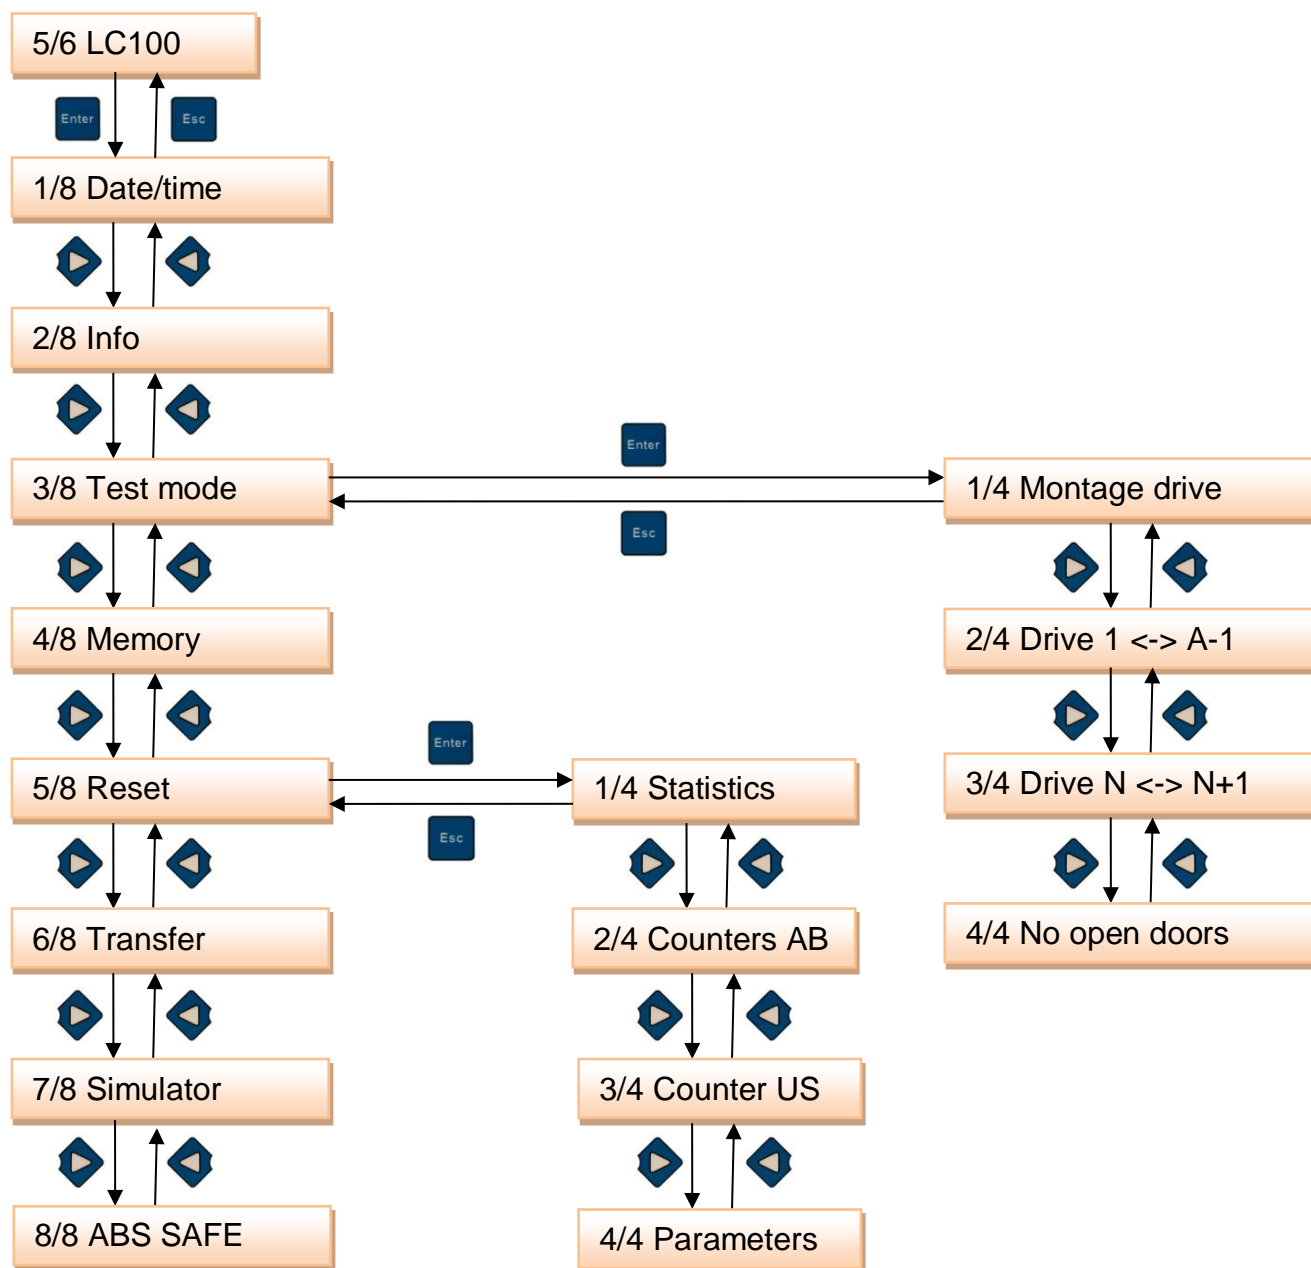 5/6 LC100
Enter
Esc
1/8 Date/time
2/8 Info
Enter
3/8 Test mode
1/4 Montage drive
Esc
4/8 Memory
2/4 Drive 1 <-> A-1
Enter
5/8 Reset
1/4 Statistics
3/4 Drive N <-> N+1
Esc
6/8 Transfer
2/4 Counters AB
4/4 No open doors
7/8 Simulator
3/4 Counter US
8/8 ABS SAFE
4/4 Parameters